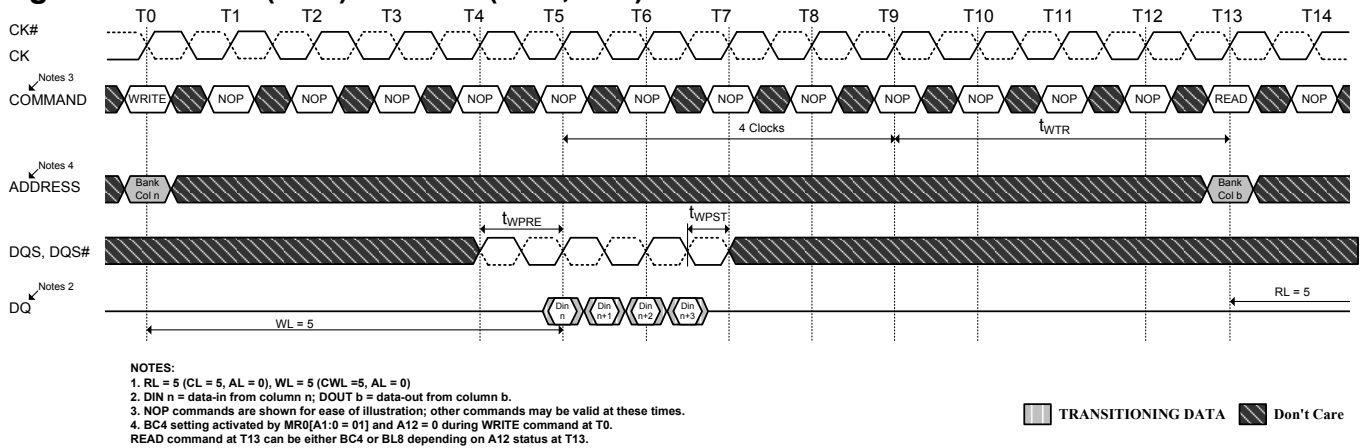 T0 T1 T2 T3 T4 T5 T6 T7 T8 T9 T10 T11 T12 T13 T14
CK#
CK
Notes 3
COMMAND
WRITE NOP NOP NOP NOP NOP NOP NOP NOP NOP NOP NOP NOP READ NOP
4 Clocks
tWTR
Notes 4
ADDRESS
Bank
Col n
Bank
Col b
tWPRE
tWPST
DQS, DQS#
Notes 2
DQ
Din
n
Din
n+1
Din
n+2
Din
n+3
RL = 5
WL = 5
NOTES:
1. RL = 5 (CL = 5, AL = 0), WL = 5 (CWL =5, AL = 0)
2. DIN n = data-in from column n; DOUT b = data-out from column b.
3. NOP commands are shown for ease of illustration; other commands may be valid at these times.
4. BC4 setting activated by MR0[A1:0 = 01] and A12 = 0 during WRITE command at T0.
READ command at T13 can be either BC4 or BL8 depending on A12 status at T13.
TRANSITIONING DATA
Don't Care